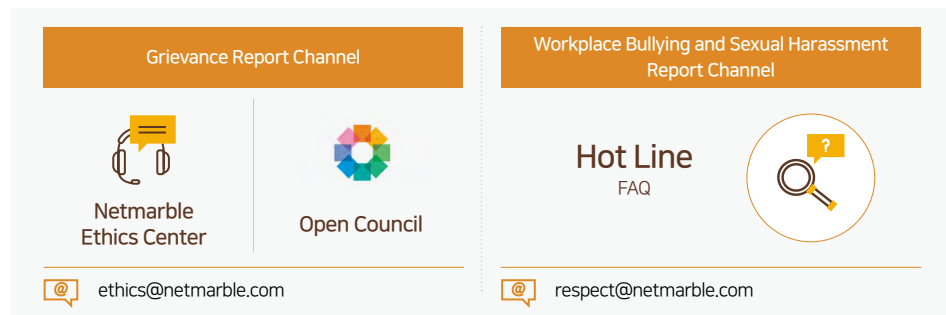 Grievance Report Channel
Netmarble
Ethics Center
Open Council
@ ethics@netmarble.com
Workplace Bullying and Sexual Harassment
Report Channel
Hot Line
FAQ
?
@ respect@netmarble.com